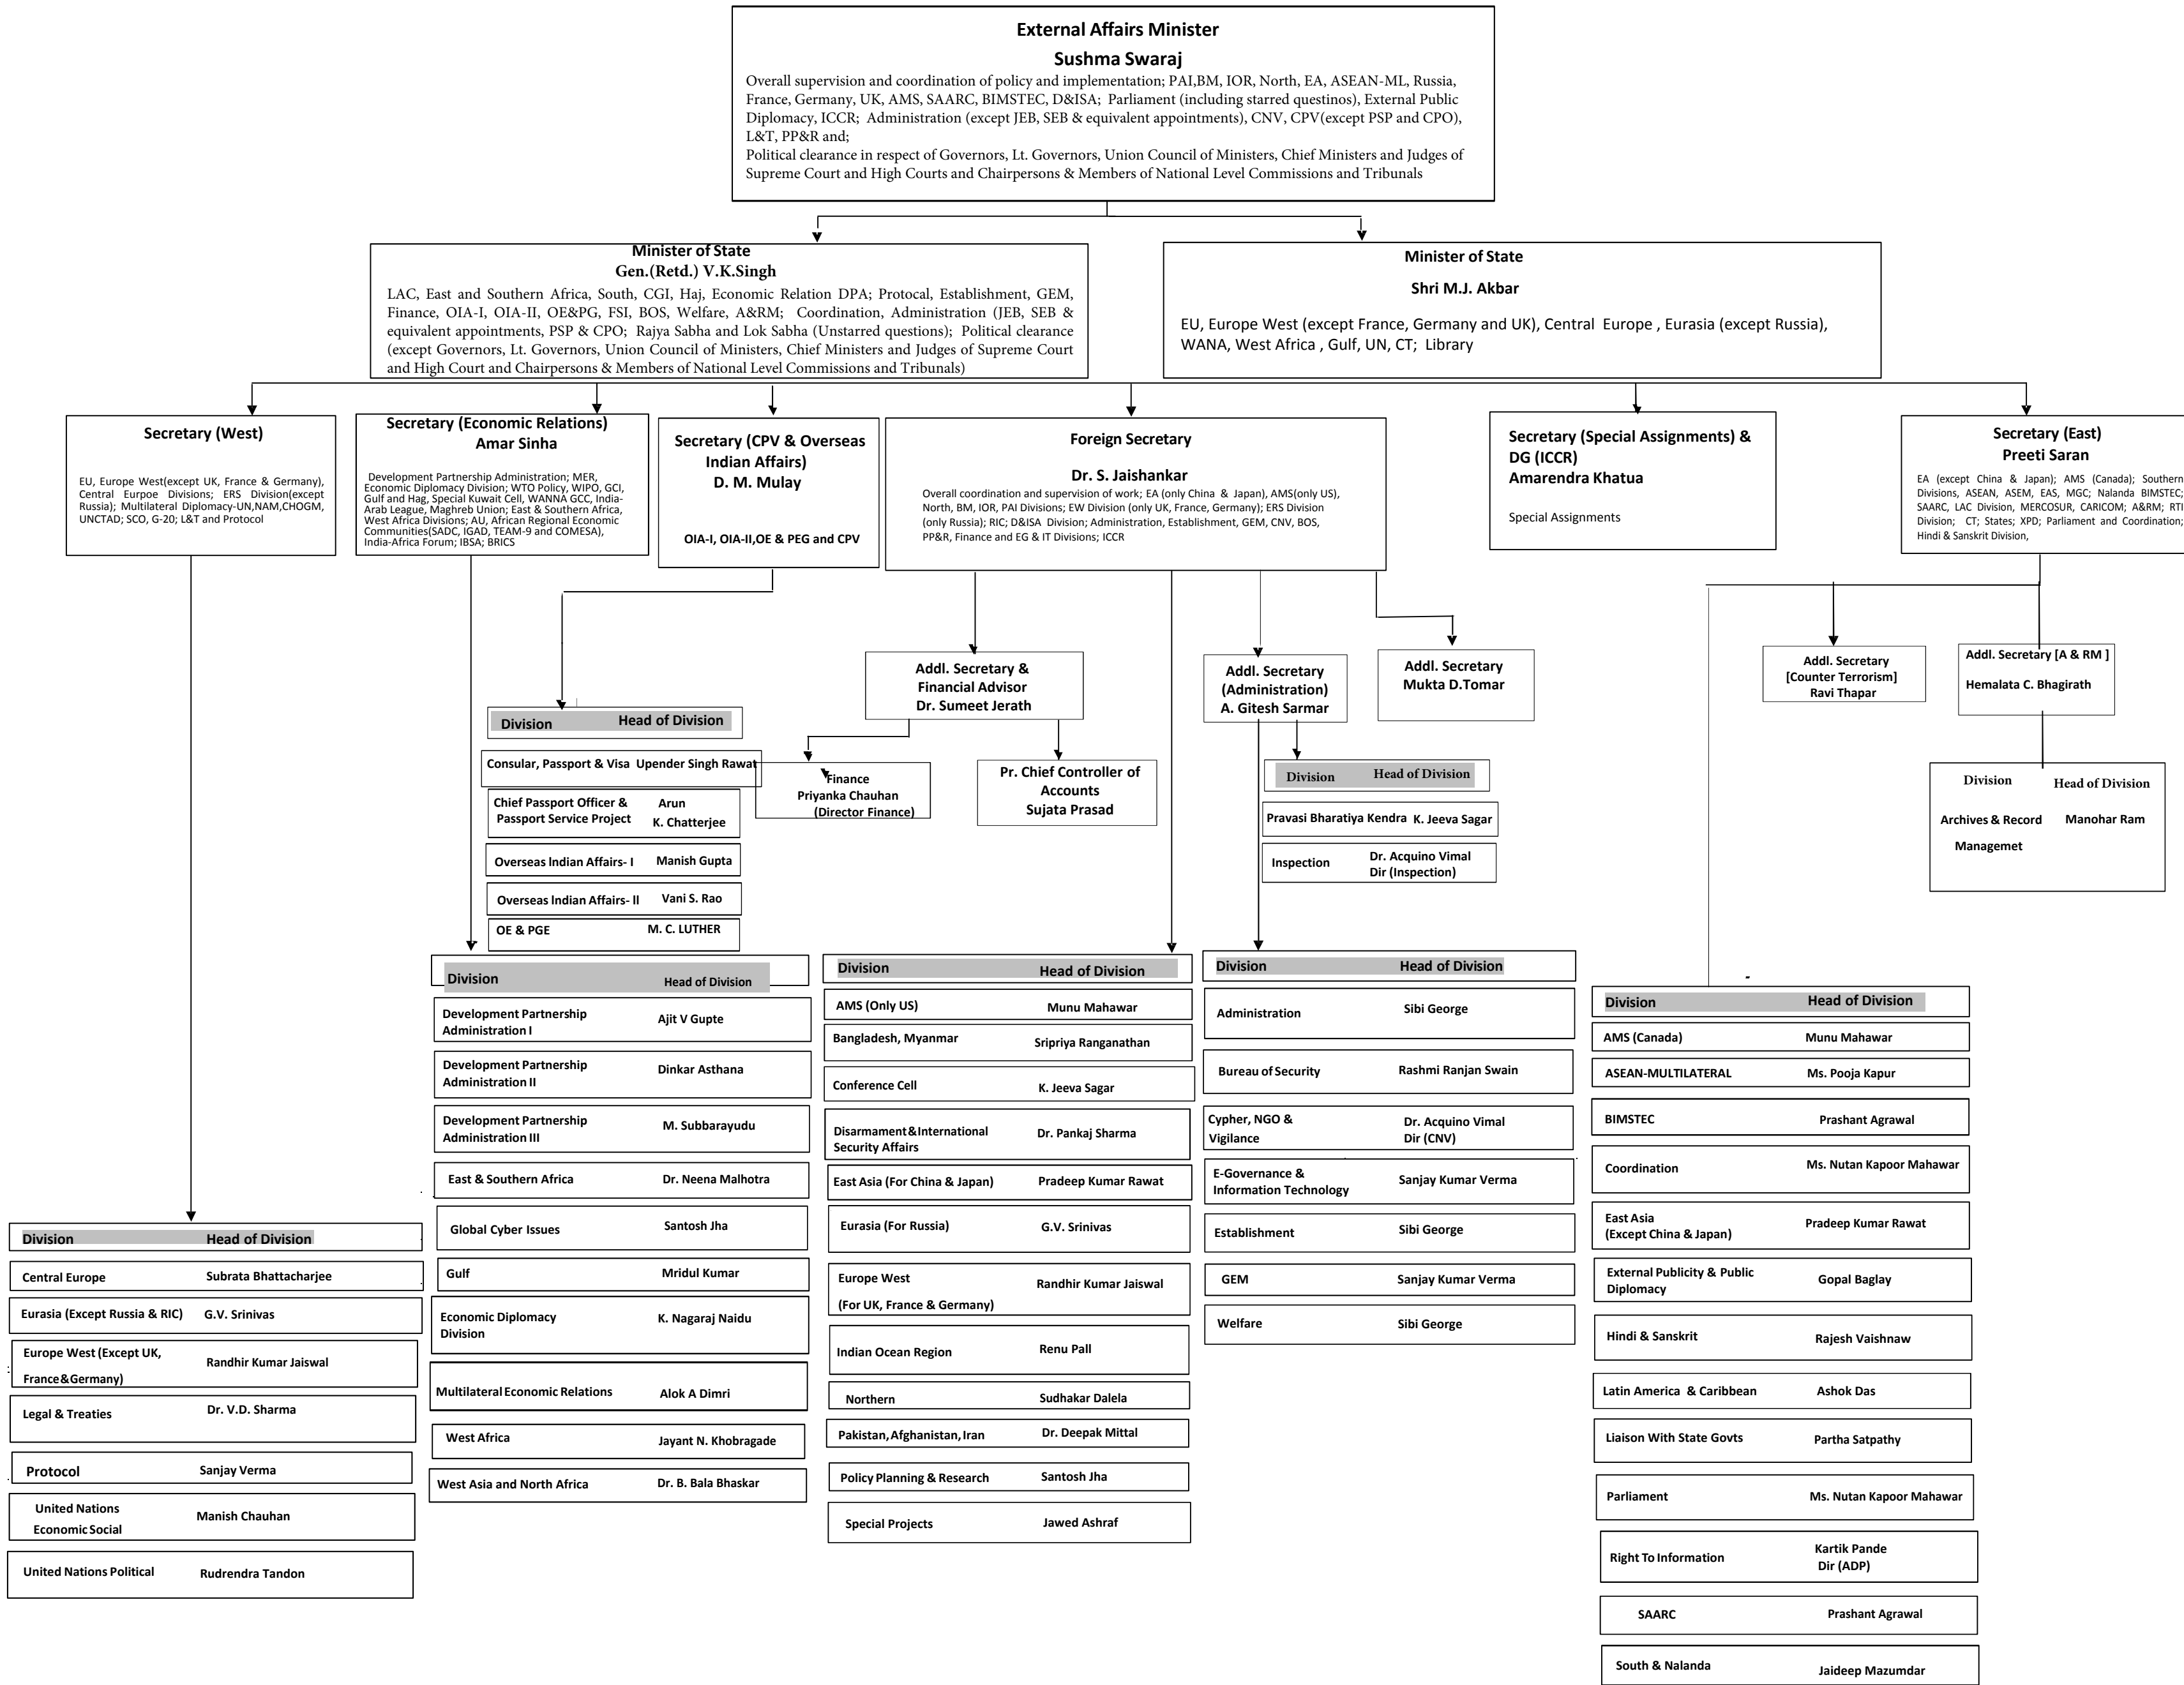 External Affairs Minister
Sushma Swaraj
Overall supervision and coordination of policy and implementation; PAI,BM, IOR, North, EA, ASEAN-ML, Russia,
France, Germany, UK, AMS, SAARC, BIMSTEC, D&ISA; Parliament (including starred questinos), External Public
Diplomacy, ICCR; Administration (except JEB, SEB & equivalent appointments), CNV, CPV(except PSP and CPO),
L&T, PP&R and;
Political clearance in respect of Governors, Lt. Governors, Union Council of Ministers, Chief Ministers and Judges of
Supreme Court and High Courts and Chairpersons & Members of National Level Commissions and Tribunals
Minister of State
Gen.(Retd.) V.K.Singh
LAC, East and Southern Africa, South, CGI, Haj, Economic Relation DPA; Protocal, Establishment, GEM,
Finance, OIA-I, OIA-II, OE&PG, FSI, BOS, Welfare, A&RM; Coordination, Administration (JEB, SEB &
equivalent appointments, PSP & CPO; Rajya Sabha and Lok Sabha (Unstarred questions); Political clearance
(except Governors, Lt. Governors, Union Council of Ministers, Chief Ministers and Judges of Supreme Court
and High Court and Chairpersons & Members of National Level Commissions and Tribunals)
Minister of State
Shri M.J. Akbar
EU, Europe West (except France, Germany and UK), Central Europe , Eurasia (except Russia),
WANA, West Africa , Gulf, UN, CT; Library
Secretary (West)
EU, Europe West(except UK, France & Germany),
Central Eurpoe Divisions; ERS Division(except
Russia); Multilateral Diplomacy-UN,NAM,CHOGM,
UNCTAD; SCO, G-20; L&T and Protocol
Secretary (Economic Relations)
Amar Sinha
Development Partnership Administration; MER,
Economic Diplomacy Division; WTO Policy, WIPO, GCI,
Gulf and Hag, Special Kuwait Cell, WANNA GCC, India-
Arab League, Maghreb Union; East & Southern Africa,
West Africa Divisions; AU, African Regional Economic
Communities(SADC, IGAD, TEAM-9 and COMESA),
India-Africa Forum; IBSA; BRICS
Secretary (CPV & Overseas
Indian Affairs)
D. M. Mulay
OIA-I, OIA-II,OE & PEG and CPV
Foreign Secretary
Dr. S. Jaishankar
Overall coordination and supervision of work; EA (only China & Japan), AMS(only US),
North, BM, IOR, PAI Divisions; EW Division (only UK, France, Germany); ERS Division
(only Russia); RIC; D&ISA Division; Administration, Establishment, GEM, CNV, BOS,
PP&R, Finance and EG & IT Divisions; ICCR
Secretary (Special Assignments) &
DG (ICCR)
Amarendra Khatua
Special Assignments
Secretary (East)
Preeti Saran
EA (except China & Japan); AMS (Canada); Southern
Divisions, ASEAN, ASEM, EAS, MGC; Nalanda BIMSTEC;
SAARC, LAC Division, MERCOSUR, CARICOM; A&RM; RTI
Division; CT; States; XPD; Parliament and Coordination;
Hindi & Sanskrit Division,
Addl. Secretary &
Financial Advisor
Dr. Sumeet Jerath
Addl. Secretary
(Administration)
A. Gitesh Sarmar
Addl. Secretary
Mukta D.Tomar
Addl. Secretary
[Counter Terrorism]
Ravi Thapar
Addl. Secretary [A & RM ]
Hemalata C. Bhagirath
Division Head of Division
Consular, Passport & Visa Upender Singh Rawat
Chief Passport Officer & Arun
Passport Service Project K. Chatterjee
Overseas Indian Affairs- I Manish Gupta
Overseas Indian Affairs- II Vani S. Rao
OE & PGE M. C. LUTHER
Finance
Priyanka Chauhan
(Director Finance)
Pr. Chief Controller of
Accounts
Sujata Prasad
Division Head of Division
Pravasi Bharatiya Kendra K. Jeeva Sagar
Inspection Dr. Acquino Vimal
Dir (Inspection)
Division Head of Division
Archives & Record Manohar Ram
Managemet
Division Head of Division
Central Europe Subrata Bhattacharjee
Eurasia (Except Russia & RIC) G.V. Srinivas
Europe West (Except UK,
France&Germany) Randhir Kumar Jaiswal
Legal & Treaties Dr. V.D. Sharma
Protocol Sanjay Verma
United Nations
Economic Social Manish Chauhan
United Nations Political Rudrendra Tandon
Division Head of Division
Development Partnership
Administration I Ajit V Gupte
Development Partnership
Administration II Dinkar Asthana
Development Partnership
Administration III M. Subbarayudu
East & Southern Africa Dr. Neena Malhotra
Global Cyber Issues Santosh Jha
Gulf Mridul Kumar
Economic Diplomacy
Division K. Nagaraj Naidu
Multilateral Economic Relations Alok A Dimri
West Africa Jayant N. Khobragade
West Asia and North Africa Dr. B. Bala Bhaskar
Division Head of Division
AMS (Only US) Munu Mahawar
Bangladesh, Myanmar Sripriya Ranganathan
Conference Cell K. Jeeva Sagar
Disarmament&International
Security Affairs Dr. Pankaj Sharma
East Asia (For China & Japan) Pradeep Kumar Rawat
Eurasia (For Russia) G.V. Srinivas
Europe West
(For UK, France & Germany) Randhir Kumar Jaiswal
Indian Ocean Region Renu Pall
Northern Sudhakar Dalela
Pakistan,Afghanistan,Iran Dr. Deepak Mittal
Policy Planning & Research Santosh Jha
Special Projects Jawed Ashraf
Division Head of Division
Administration Sibi George
Bureau of Security Rashmi Ranjan Swain
Cypher, NGO & Dr. Acquino Vimal
Vigilance Dir (CNV)
E-Governance &
Information Technology Sanjay Kumar Verma
Establishment Sibi George
GEM Sanjay Kumar Verma
Welfare Sibi George
Division Head of Division
AMS (Canada) Munu Mahawar
ASEAN-MULTILATERAL Ms. Pooja Kapur
BIMSTEC Prashant Agrawal
Coordination Ms. Nutan Kapoor Mahawar
East Asia
(Except China & Japan) Pradeep Kumar Rawat
External Publicity & Public
Diplomacy Gopal Baglay
Hindi & Sanskrit Rajesh Vaishnaw
Latin America & Caribbean Ashok Das
Liaison With State Govts Partha Satpathy
Parliament Ms. Nutan Kapoor Mahawar
Right To Information Kartik Pande
Dir (ADP)
SAARC Prashant Agrawal
South & Nalanda Jaideep Mazumdar